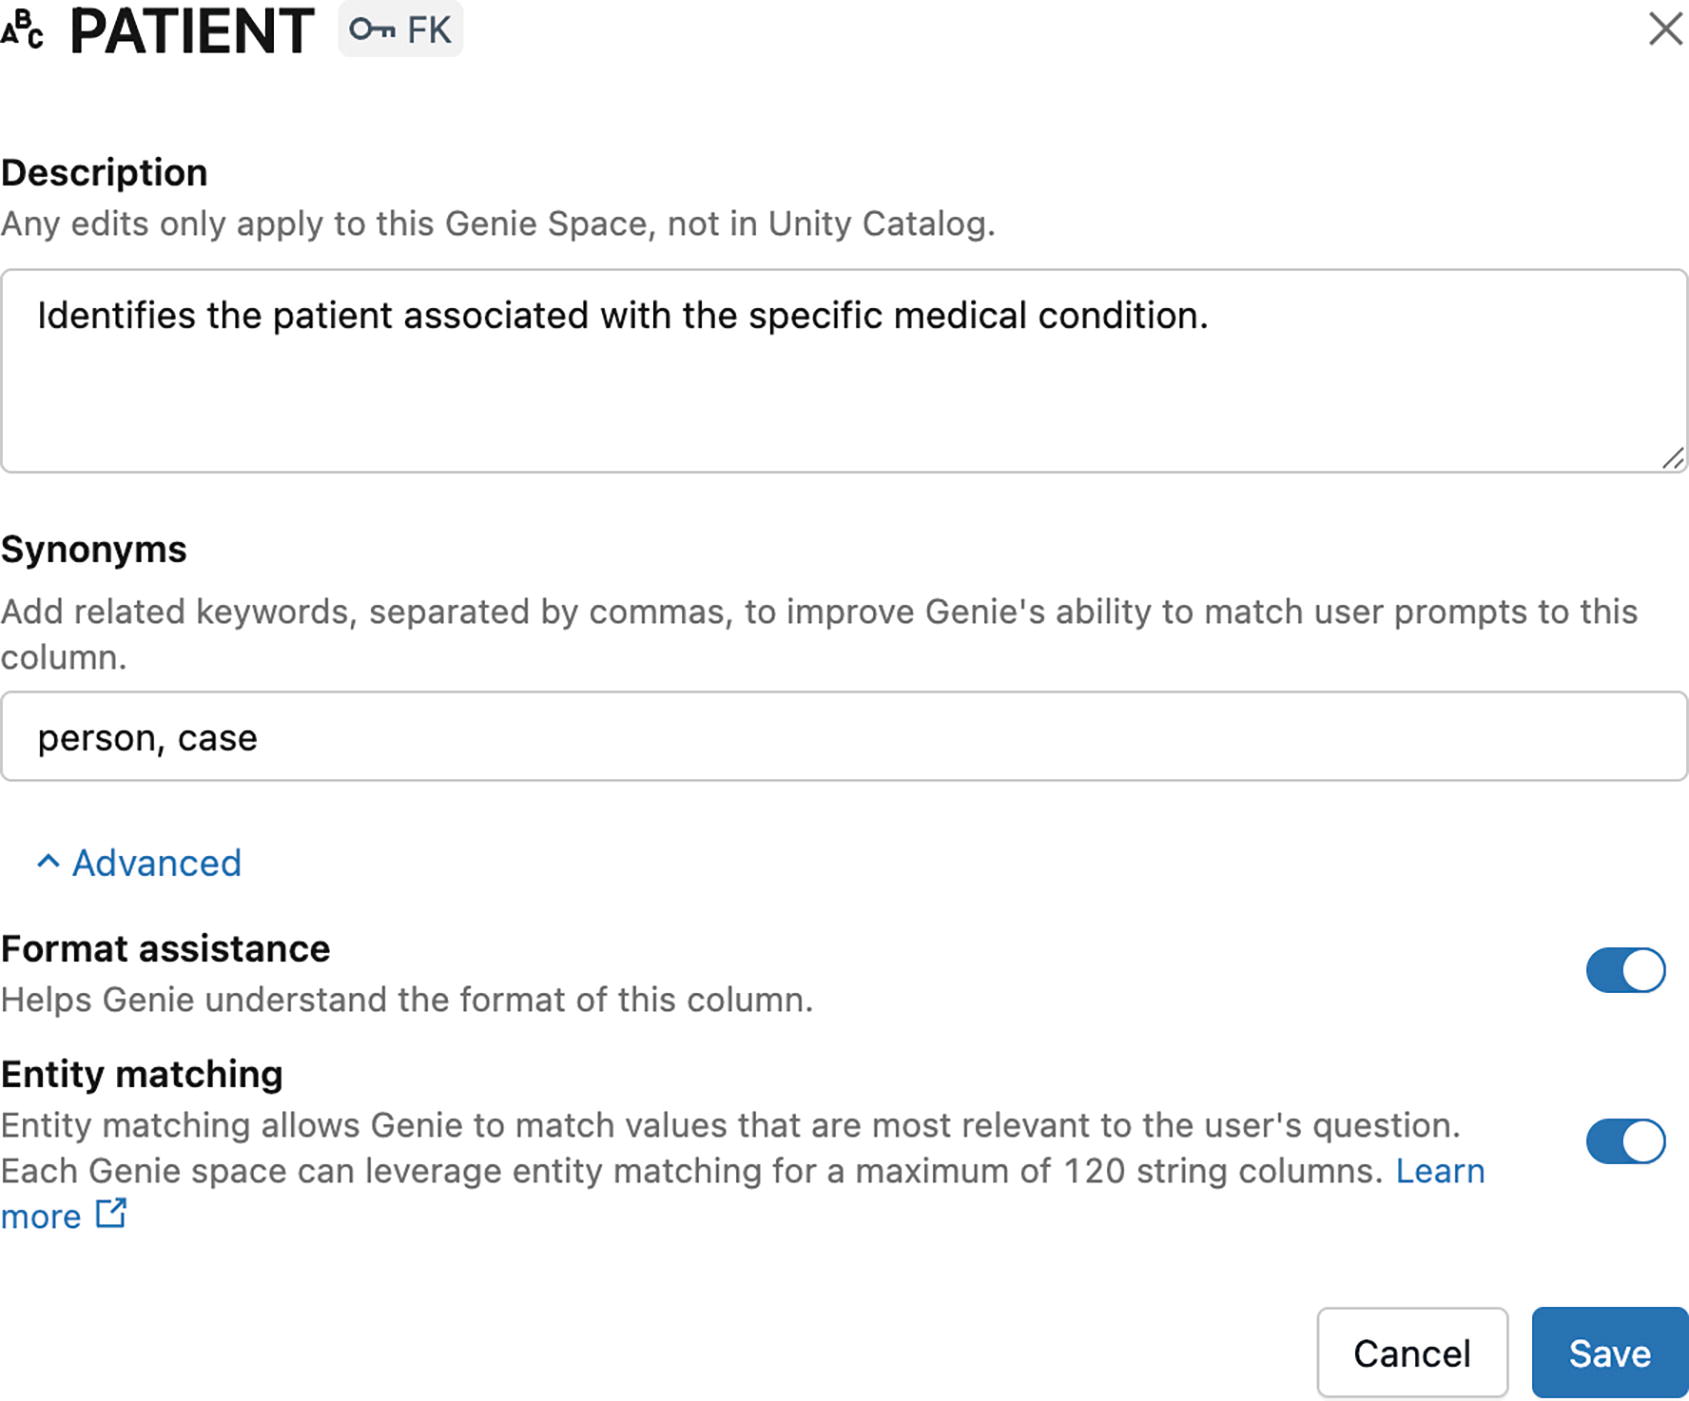 ABC PATIENT FK
Description
Any edits only apply to this Genie Space, not in Unity Catalog.
Identifies the patient associated with the specific medical condition.
Synonyms
Add related keywords, separated by commas, to improve Genie's ability to match user prompts to this
column.
person, case
Advanced
Format assistance
Helps Genie understand the format of this column.
Entity matching
Entity matching allows Genie to match values that are most relevant to the user's question.
Each Genie space can leverage entity matching for a maximum of 120 string columns. Learn
more
Cancel Save